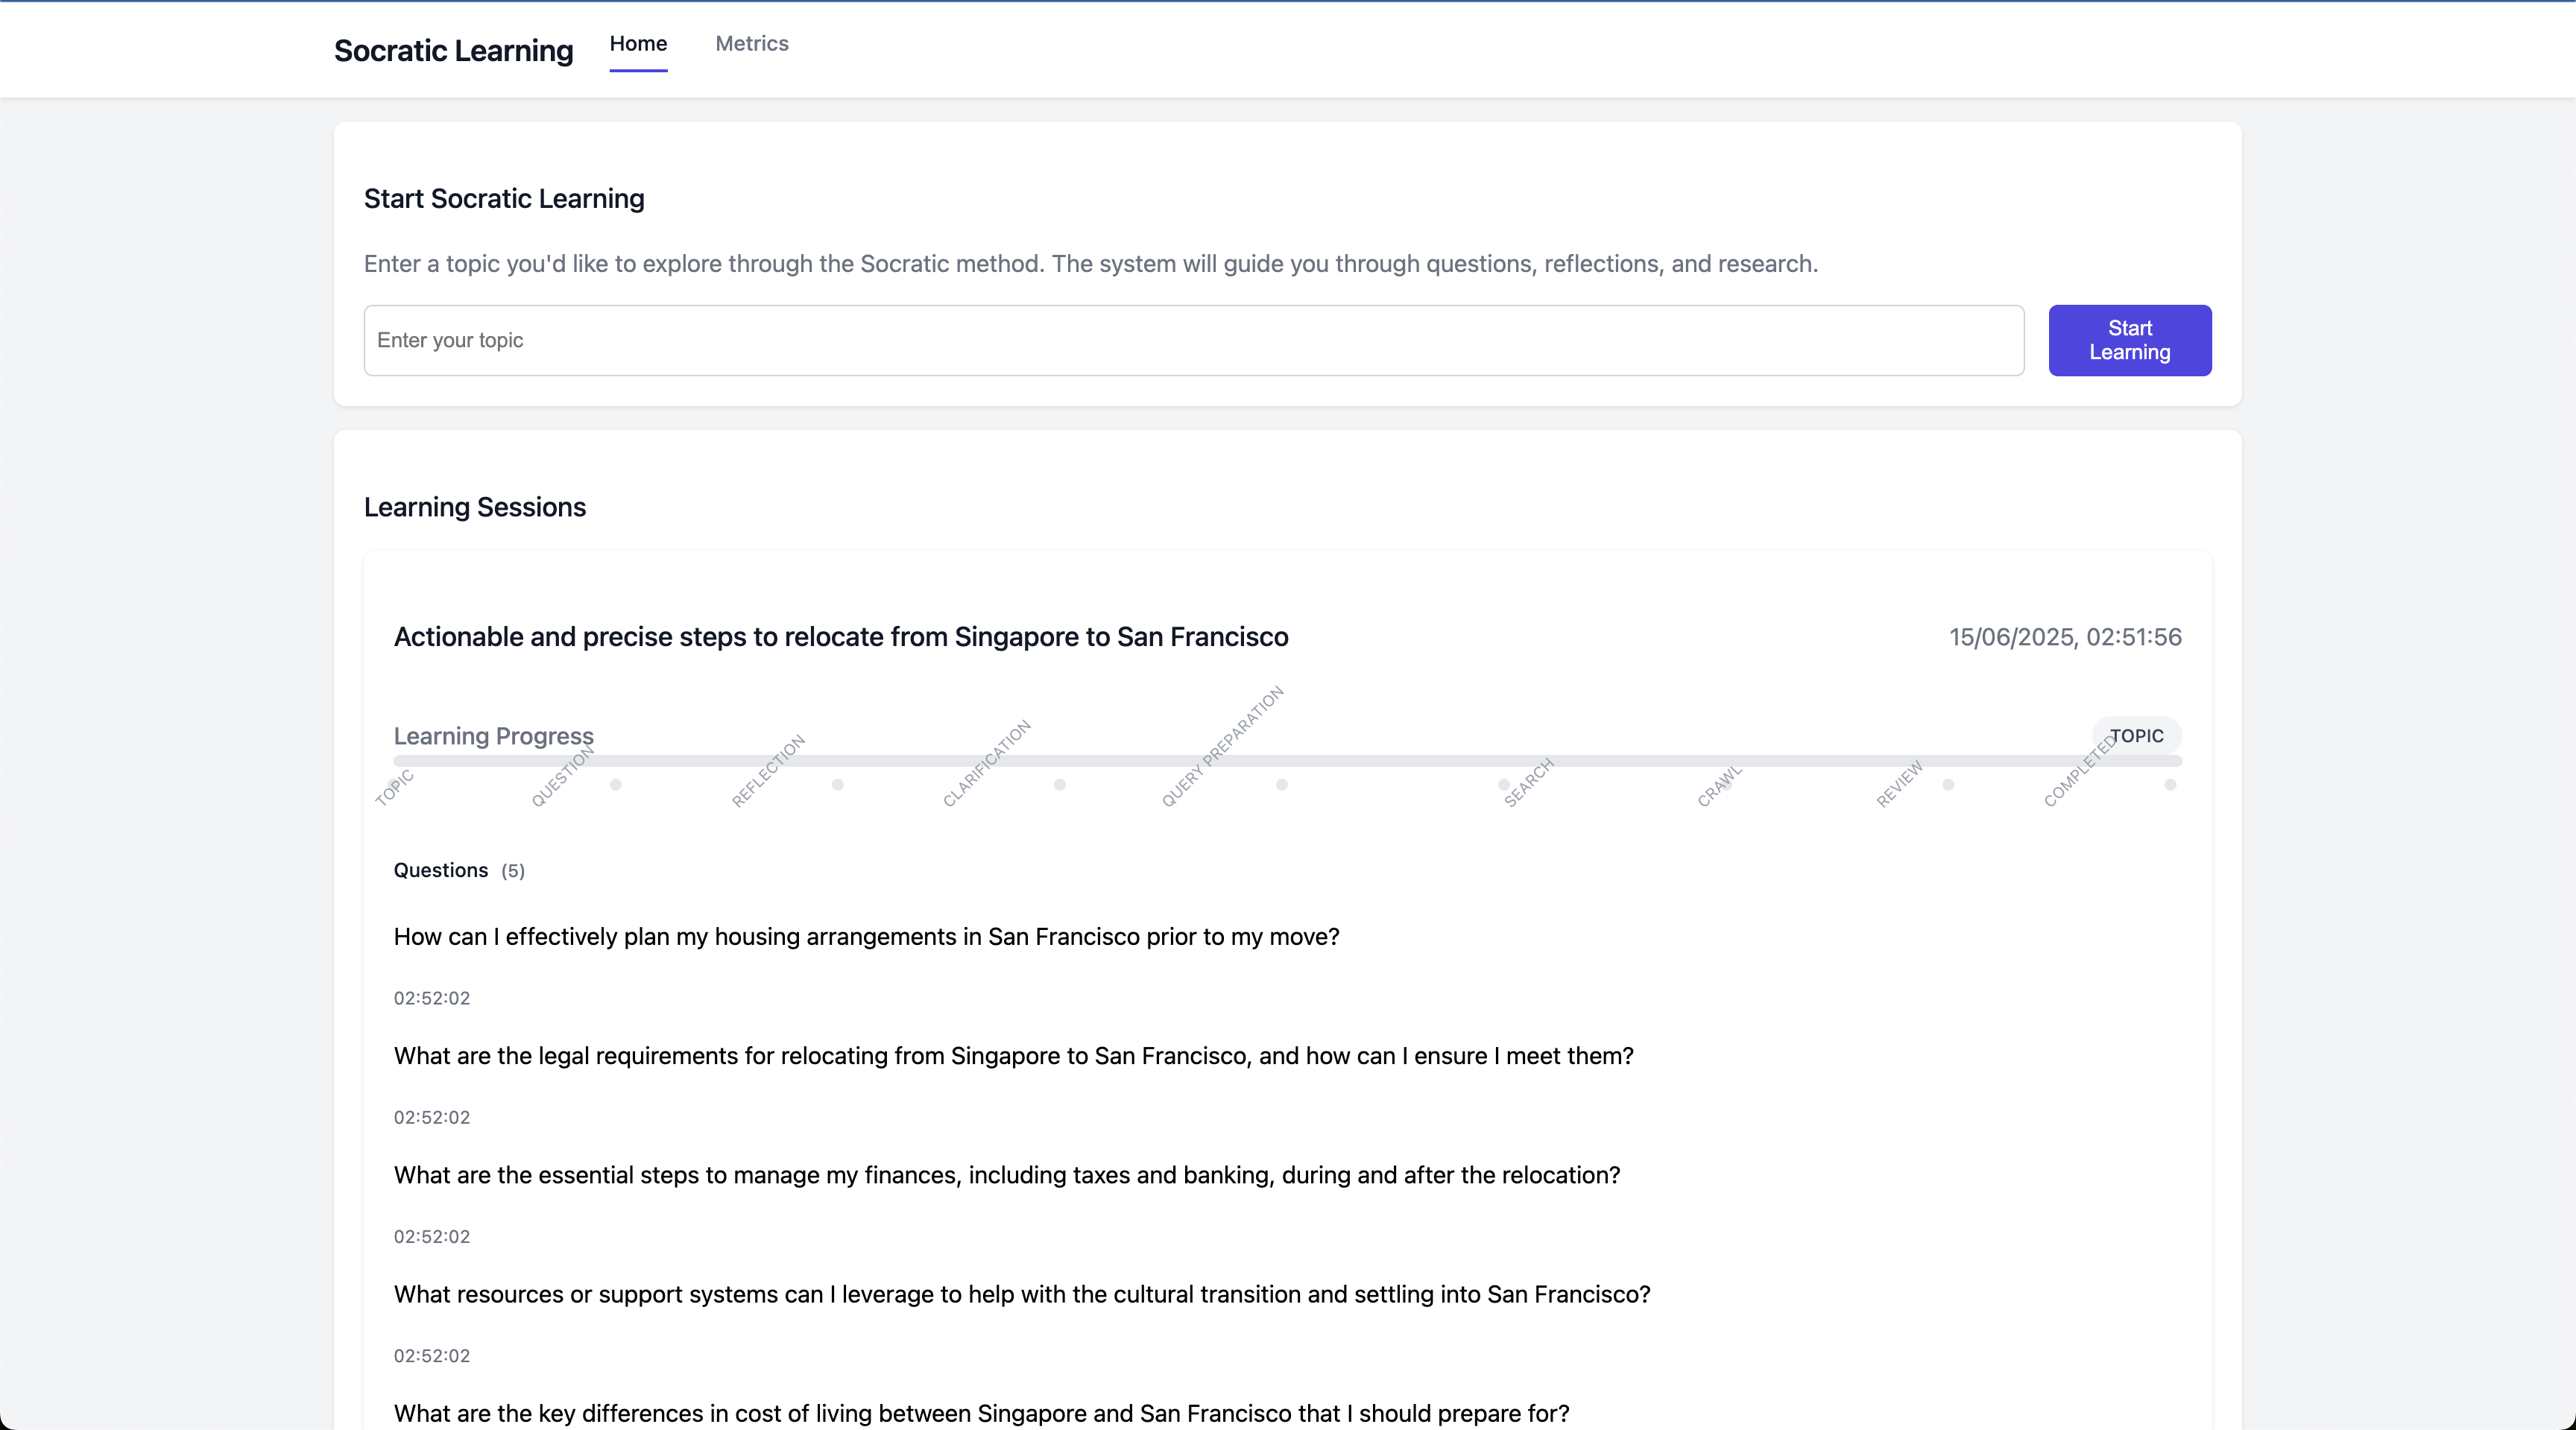 Socratic Learning
Home
Metrics
Start Socratic Learning
Enter a topic you'd like to explore through the Socratic method. The system will guide you through questions, reflections, and research.
Enter your topic
Start
Learning
Learning Sessions
Actionable and precise steps to relocate from Singapore to San Francisco
15/06/2025, 02:51:56
Learning Progress
TOPIC
TOPIC
QUESTION
REFLECTION
CLARIFICATION
QUERY PREPARATION
SEARCH
CRAWL
REVIEW
COMPLETED
Questions (5)
How can I effectively plan my housing arrangements in San Francisco prior to my move?
02:52:02
What are the legal requirements for relocating from Singapore to San Francisco, and how can I ensure I meet them?
02:52:02
What are the essential steps to manage my finances, including taxes and banking, during and after the relocation?
02:52:02
What resources or support systems can I leverage to help with the cultural transition and settling into San Francisco?
02:52:02
What are the key differences in cost of living between Singapore and San Francisco that I should prepare for?